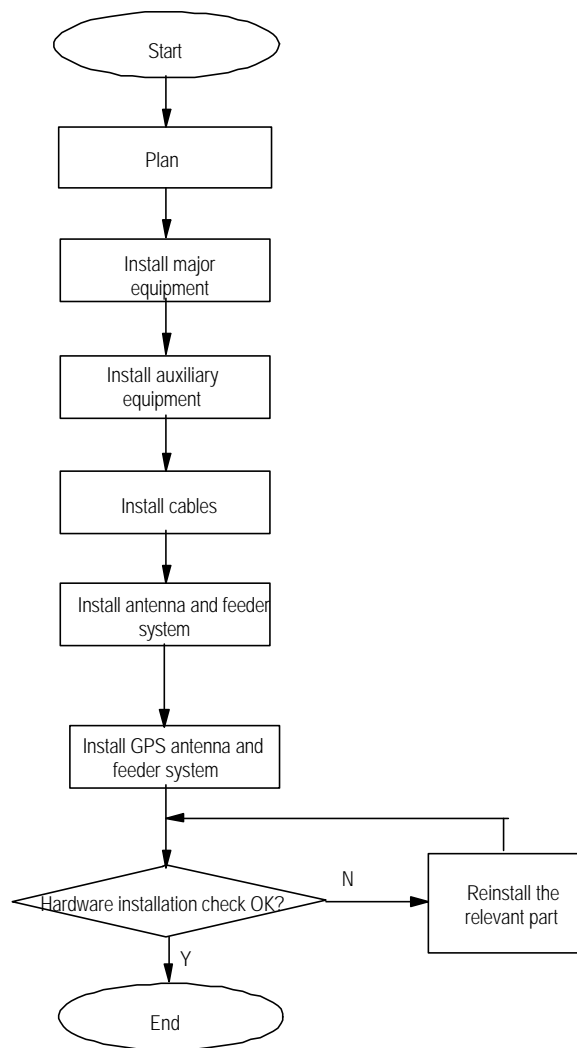 Start
Plan
Install major
equipment
Install auxiliary
equipment
Install cables
Install antenna and feeder
system
Install GPS antenna and
feeder system
Hardware installation check OK?
N
Reinstall the
relevant part
Y
End